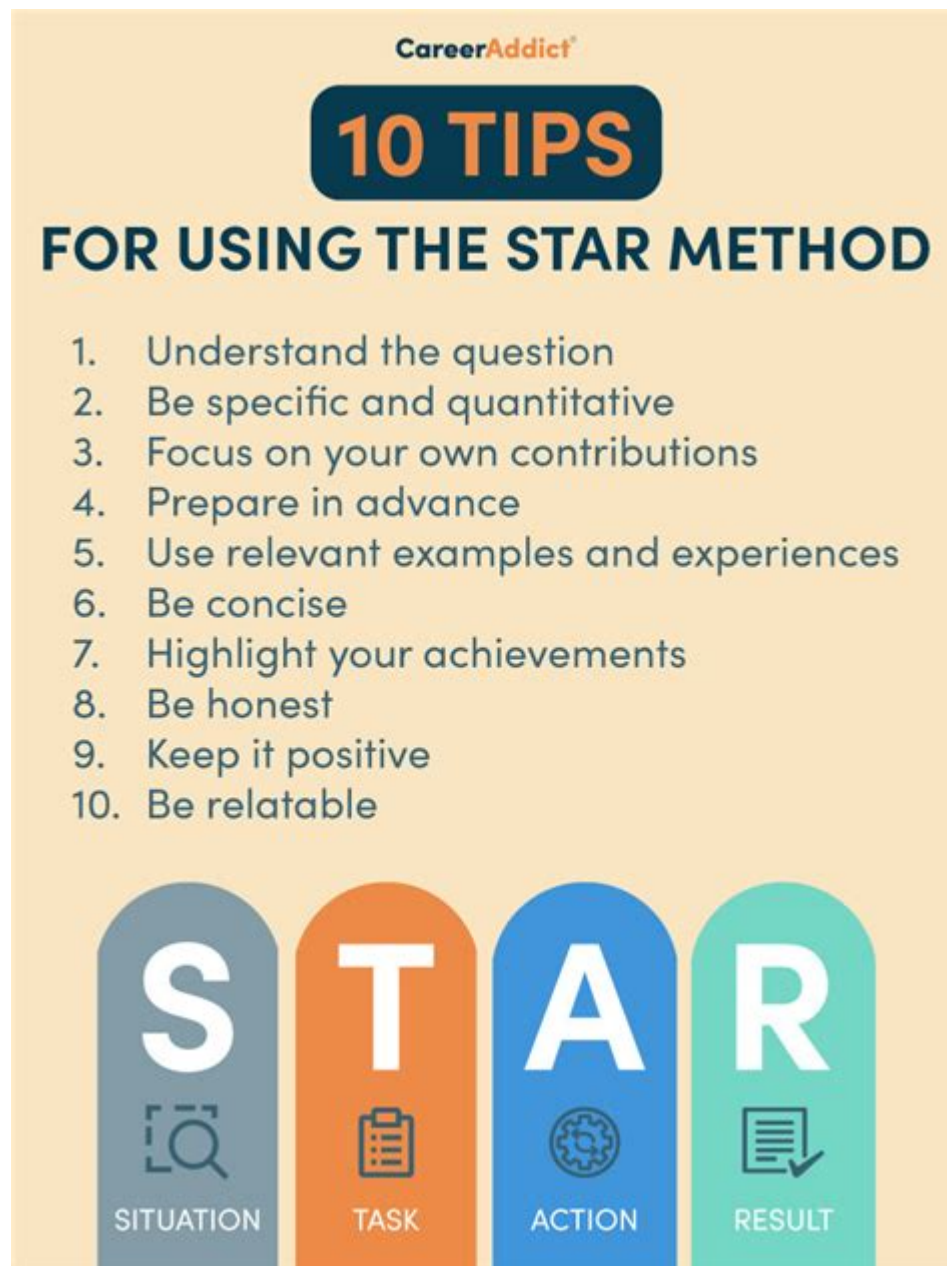 CareerAddict®
10 TIPS
FOR USING THE STAR METHOD
1. Understand the question
2. Be specific and quantitative
3. Focus on your own contributions
4. Prepare in advance
5. Use relevant examples and experiences
6. Be concise
7. Highlight your achievements
8. Be honest
9. Keep it positive
10. Be relatable
S T A R
SITUATION TASK ACTION RESULT